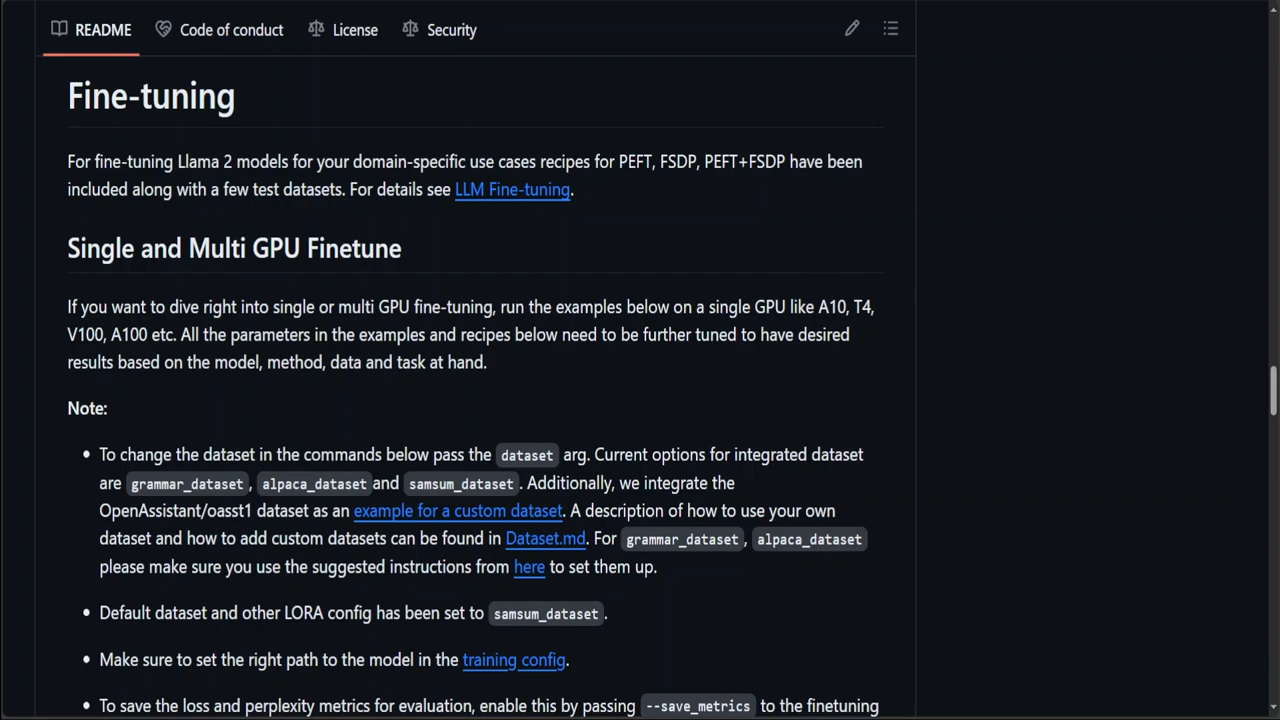 README Code of conduct License Security
Fine-tuning
For fine-tuning Llama 2 models for your domain-specific use cases recipes for PEFT, FSDP, PEFT+FSDP have been
included along with a few test datasets. For details see LLM Fine-tuning.
Single and Multi GPU Finetune
If you want to dive right into single or multi GPU fine-tuning, run the examples below on a single GPU like A10, T4,
V100, A100 etc. All the parameters in the examples and recipes below need to be further tuned to have desired
results based on the model, method, data and task at hand.
Note:
• To change the dataset in the commands below pass the dataset arg. Current options for integrated dataset
are grammar_dataset, alpaca_dataset and samsum_dataset. Additionally, we integrate the
OpenAssistant/oasst1 dataset as an example for a custom dataset. A description of how to use your own
dataset and how to add custom datasets can be found in Dataset.md. For grammar_dataset, alpaca_dataset
please make sure you use the suggested instructions from here to set them up.
• Default dataset and other LORA config has been set to samsum_dataset.
• Make sure to set the right path to the model in the training config.
• To save the loss and perplexity metrics for evaluation, enable this by passing --save_metrics to the finetuning